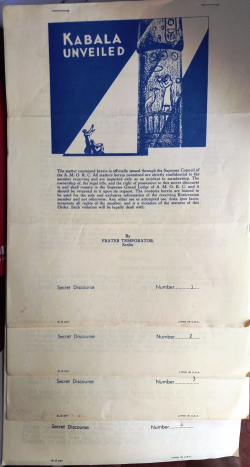 KABALA
UNVEILED
The matter contained herein is officially issued through the Supreme Council of
the A. M. O. R. C. All matters herein contained are strictly confidential to the
member receiving and are imparted only as an incident to membership. The
ownership of, the legal title, and the right of possession to this secret discourse
is and shall remain in the Supreme Grand Lodge of A. M. O. R. C. and it
should be returned to it upon its request. The contents herein are loaned to
be used for the sole and exclusive information of the receiving Rosicrucian
member and not otherwise. Any other use or attempted use, does, ipso facto,
terminate all rights of the member, and is a violation of the statutes of this
Order. Such violators will be legally dealt with.
By
FRATER TEMPORATOR
Scribe
Secret Discourse Number 1
Secret Discourse Number 2
Secret Discourse Number 3
Secret Discourse Number